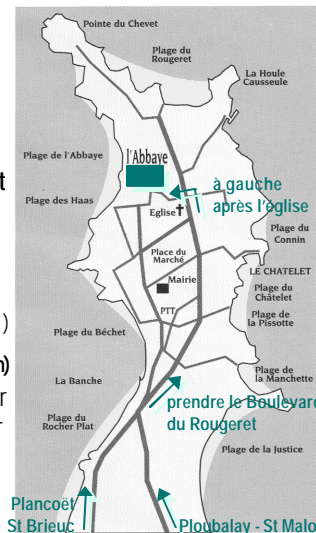 Pointe du Chevet
Plage du
Rougeret
La Houle
Causseule
Plage de l'Abbaye
l'Abbaye
t
à gauche
après l'église
Plage des Haas
Eglise
Plage du
Connin
Place du
Marché
LE CHATELET
Mairie
Plage du
Châtelet
PTT
Plage de
la Pissotte
)
Plage du Béchet
n)
Plage de
la Manchette
La Banche
r
prendre le Boulevard
du Rougeret
Plage du
Rocher Plat
Plage de la Justice
Plancoët
St Brieuc
Ploubalay - St Malo